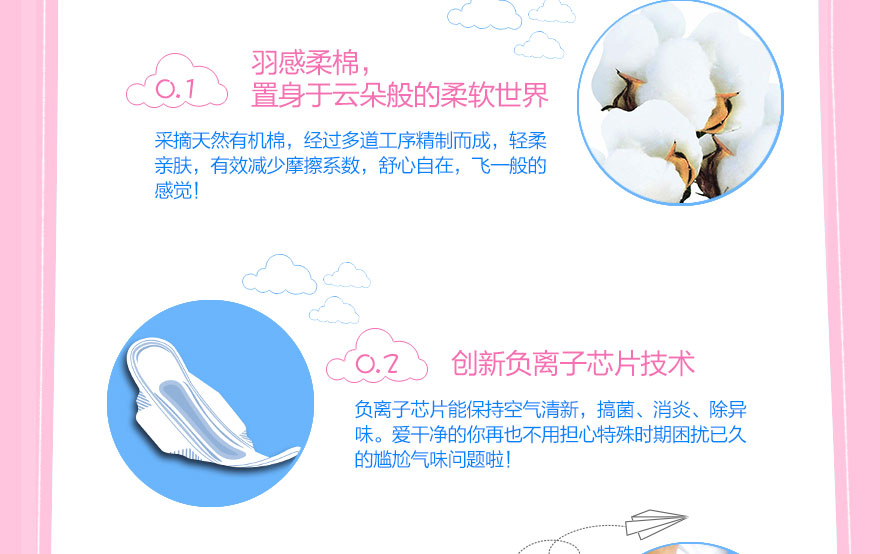 0.1
羽感柔棉，
置身于云朵般的柔软世界
采摘天然有机棉，经过多道工序精制而成，轻柔
亲肤，有效减少摩擦系数，舒心自在，飞一般的
感觉！
0.2
创新负离子芯片技术
负离子芯片能保持空气清新，搞菌、消炎、除异
味。爱干净的你再也不用担心特殊时期困扰已久
的尴尬气味问题啦！